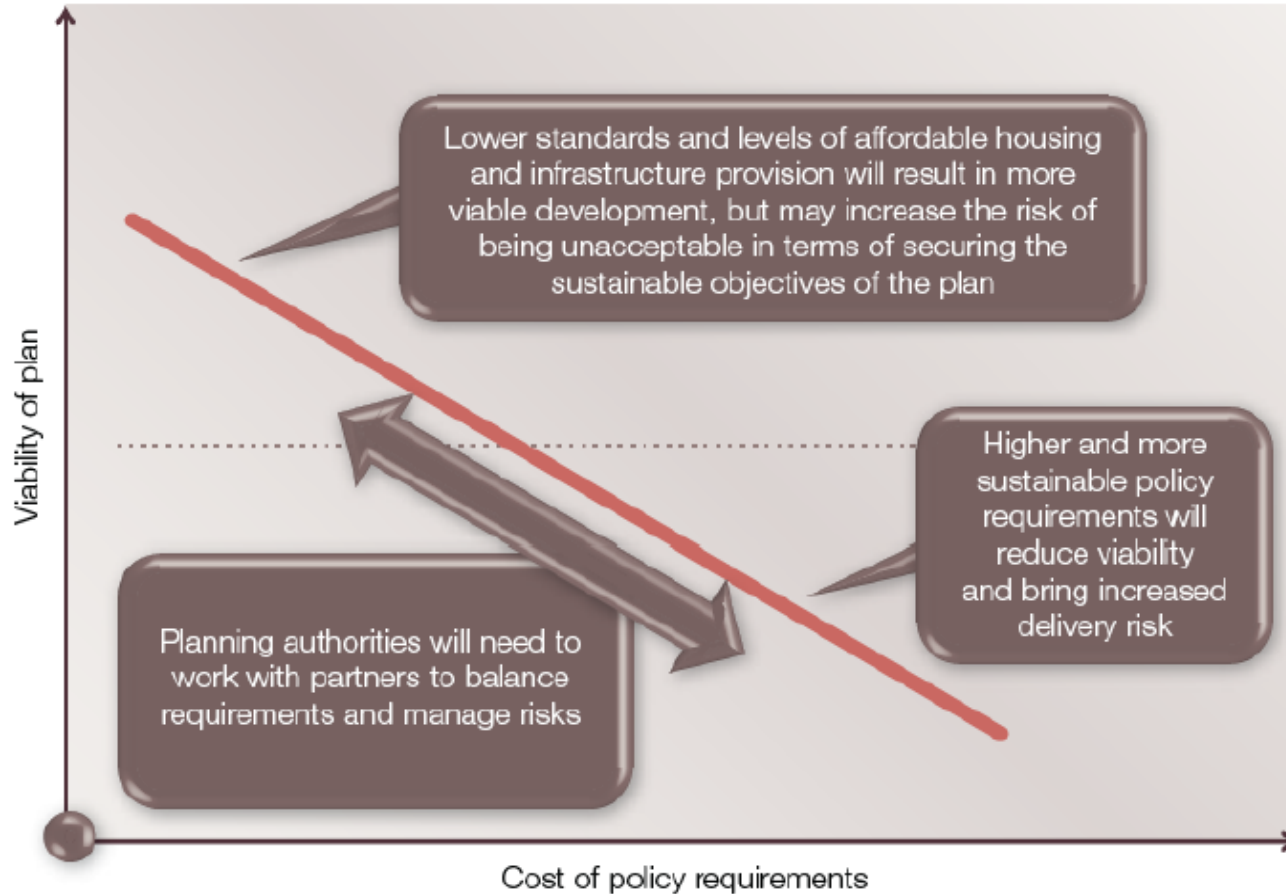 Lower standards and levels of affordable housing
and infrastructure provision will result in more
viable development, but may increase the risk of
being unacceptable in terms of securing the
sustainable objectives of the plan
Viability of plan
Higher and more
sustainable policy
requirements will
reduce viability
and bring increased
delivery risk
Planning authorities will need to
work with partners to balance
requirements and manage risks
Cost of policy requirements